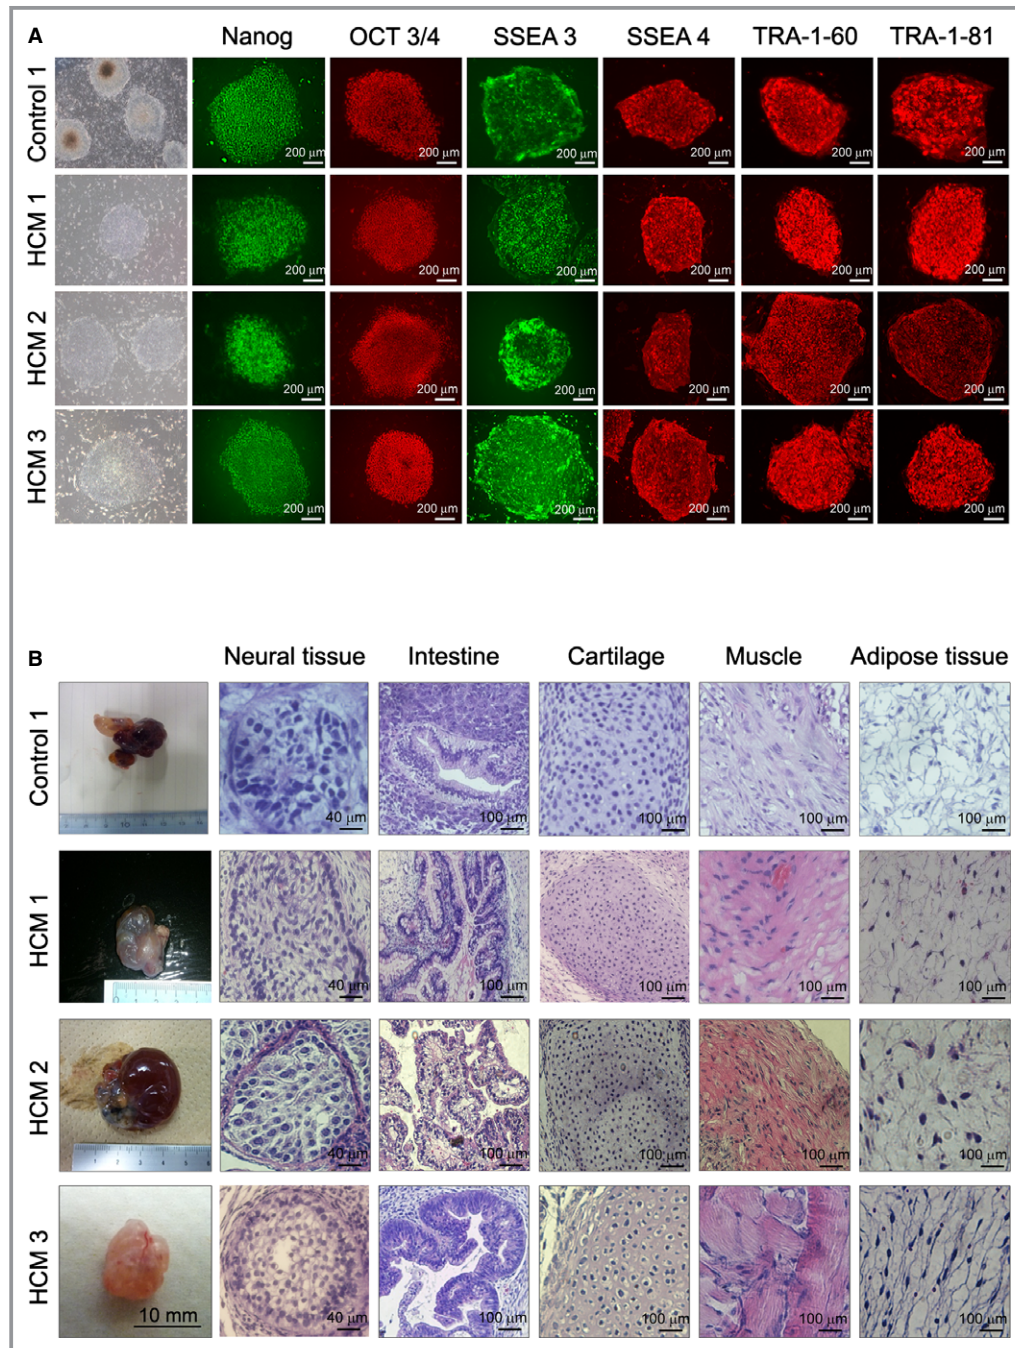 A
Nanog OCT 3/4 SSEA 3 SSEA 4 TRA-1-60 TRA-1-81
Control 1
200 µm 200 µm 200 µm 200 µm 200 µm 200 µm
HCM 1
200 µm 200 µm 200 µm 200 µm 200 µm 200 µm
HCM 2
200 µm 200 µm 200 µm 200 µm 200 µm 200 µm
HCM 3
200 µm 200 µm 200 µm 200 µm 200 µm 200 µm
B
Neural tissue Intestine Cartilage Muscle Adipose tissue
Control 1
40 µm 100 µm 100 µm 100 µm 100 µm
HCM 1
40 µm 100 µm 100 µm 100 µm 100 µm
HCM 2
1 2 3 4 5
40 µm 100 µm 100 µm 100 µm 100 µm
HCM 3
10 mm 40 µm 100 µm 100 µm 100 µm 100 µm